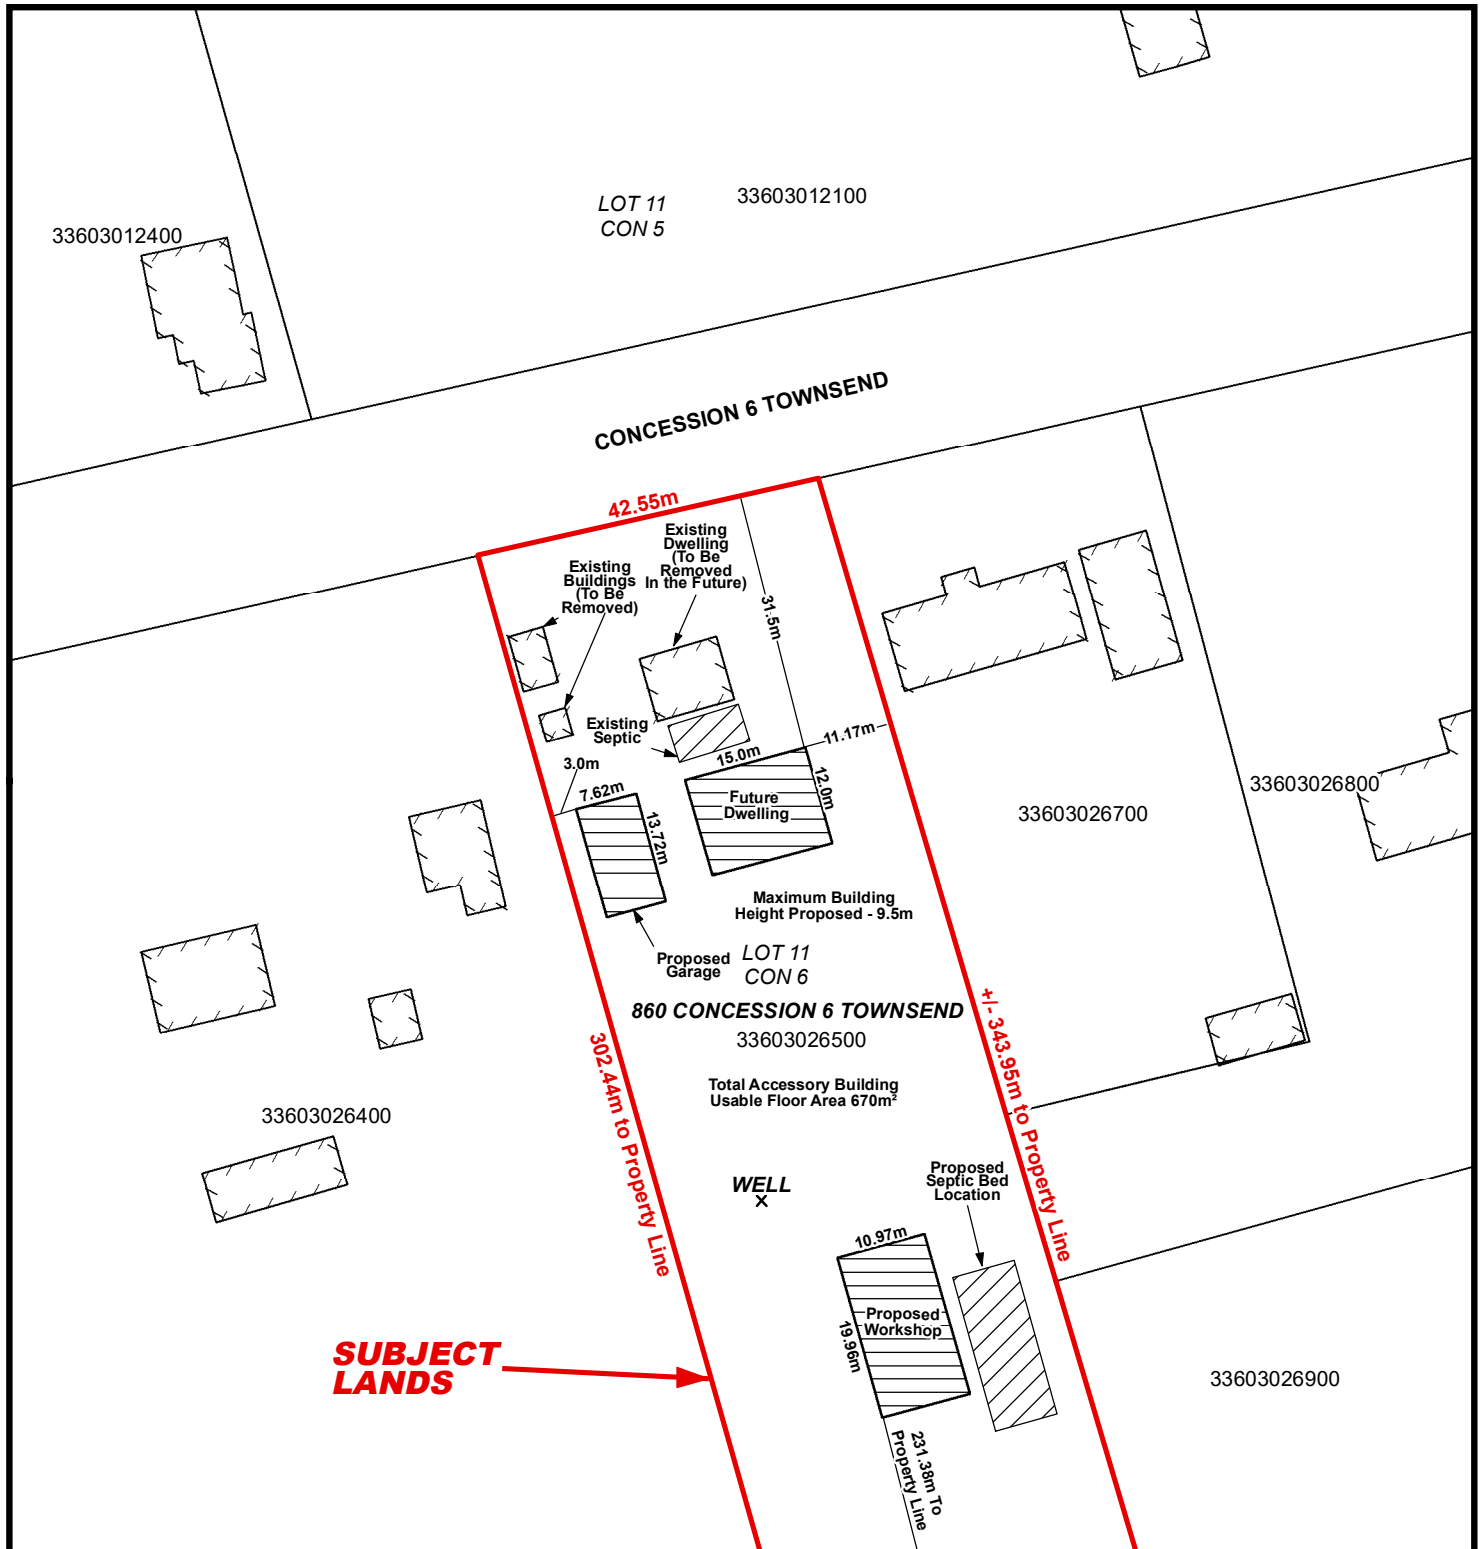 33603012400
LOT 11
CON 5
33603012100
CONCESSION 6 TOWNSEND
42.55m
Existing
Dwelling
(To Be
Removed
In the Future)
Existing
Buildings
(To Be
Removed)
31.5m
Existing
Septic
11.17m
15.0m
12.0m
3.0m
7.62m
13.72m
Future
Dwelling
33603026700
33603026800
Maximum Building
Height Proposed - 9.5m
Proposed
Garage
LOT 11
CON 6
860 CONCESSION 6 TOWNSEND
33603026500
302.44m to Property Line
+/- 343.95m to Property Line
Total Accessory Building
Usable Floor Area 670m²
33603026400
WELL
X
Proposed
Septic Bed
Location
10.97m
19.96m
Proposed
Workshop
SUBJECT
LANDS
33603026900
231.38m To
Property Line